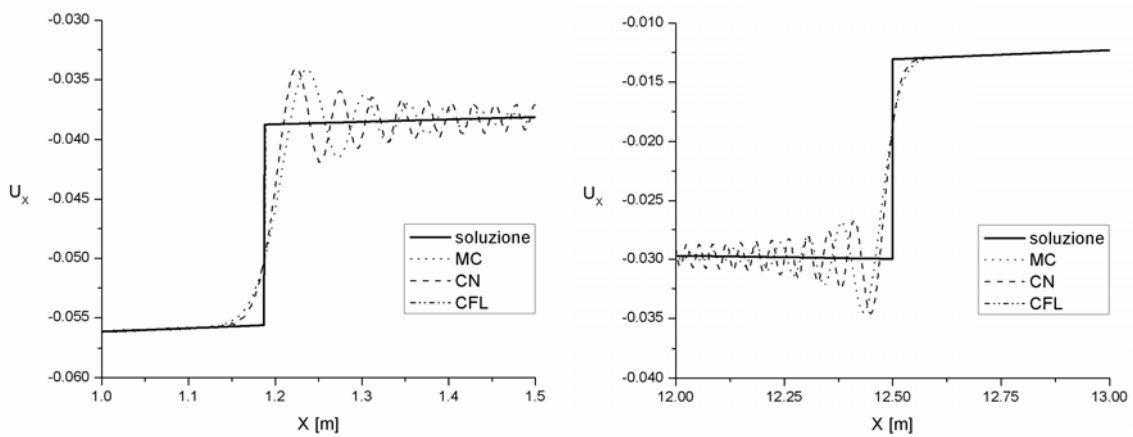 -0.030
-0.035
-0.040
-0.045
-0.050
-0.055
-0.060
Ux
1.0
1.1
1.2
1.3
1.4
1.5
X [m]
soluzione
MC
CN
CFL
-0.010
-0.015
-0.020
-0.025
-0.030
-0.035
-0.040
Ux
12.00
12.25
12.50
12.75
13.00
X [m]
soluzione
MC
CN
CFL